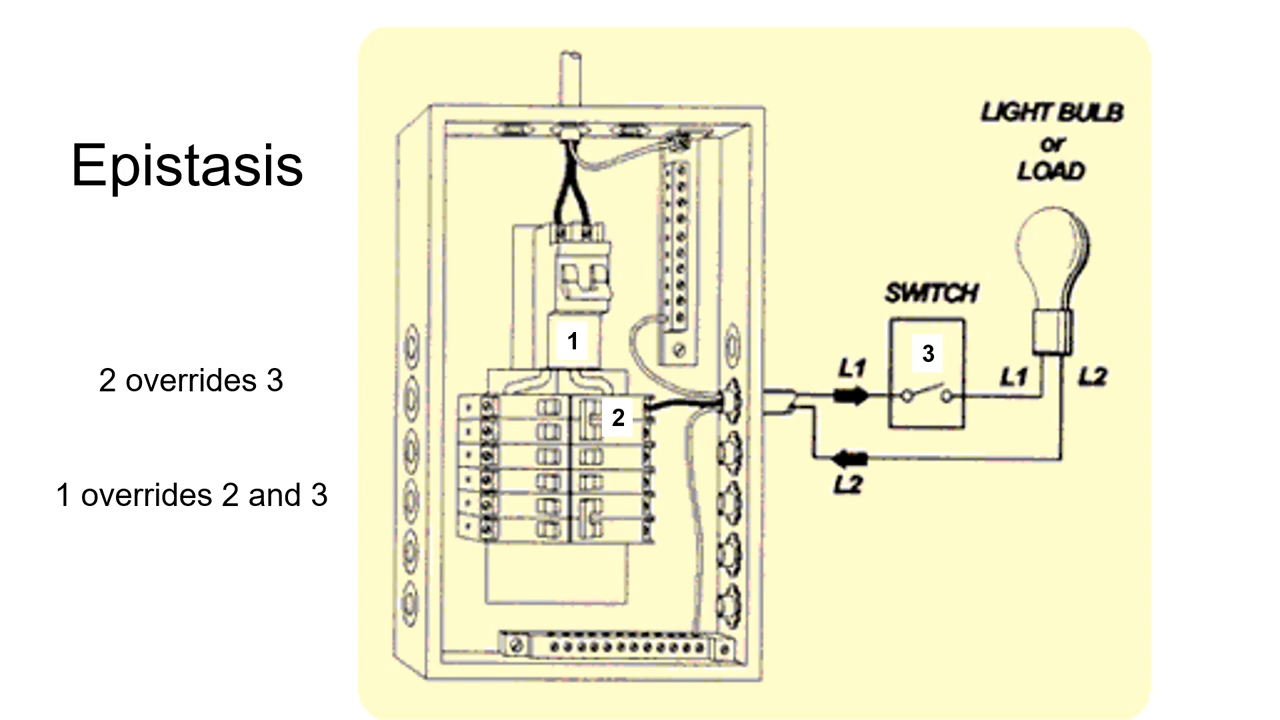 Epistasis
2 overrides 3
1 overrides 2 and 3
LIGHT BULB
or
LOAD
SWITCH
1
2
3
L1
L1
L2
L2